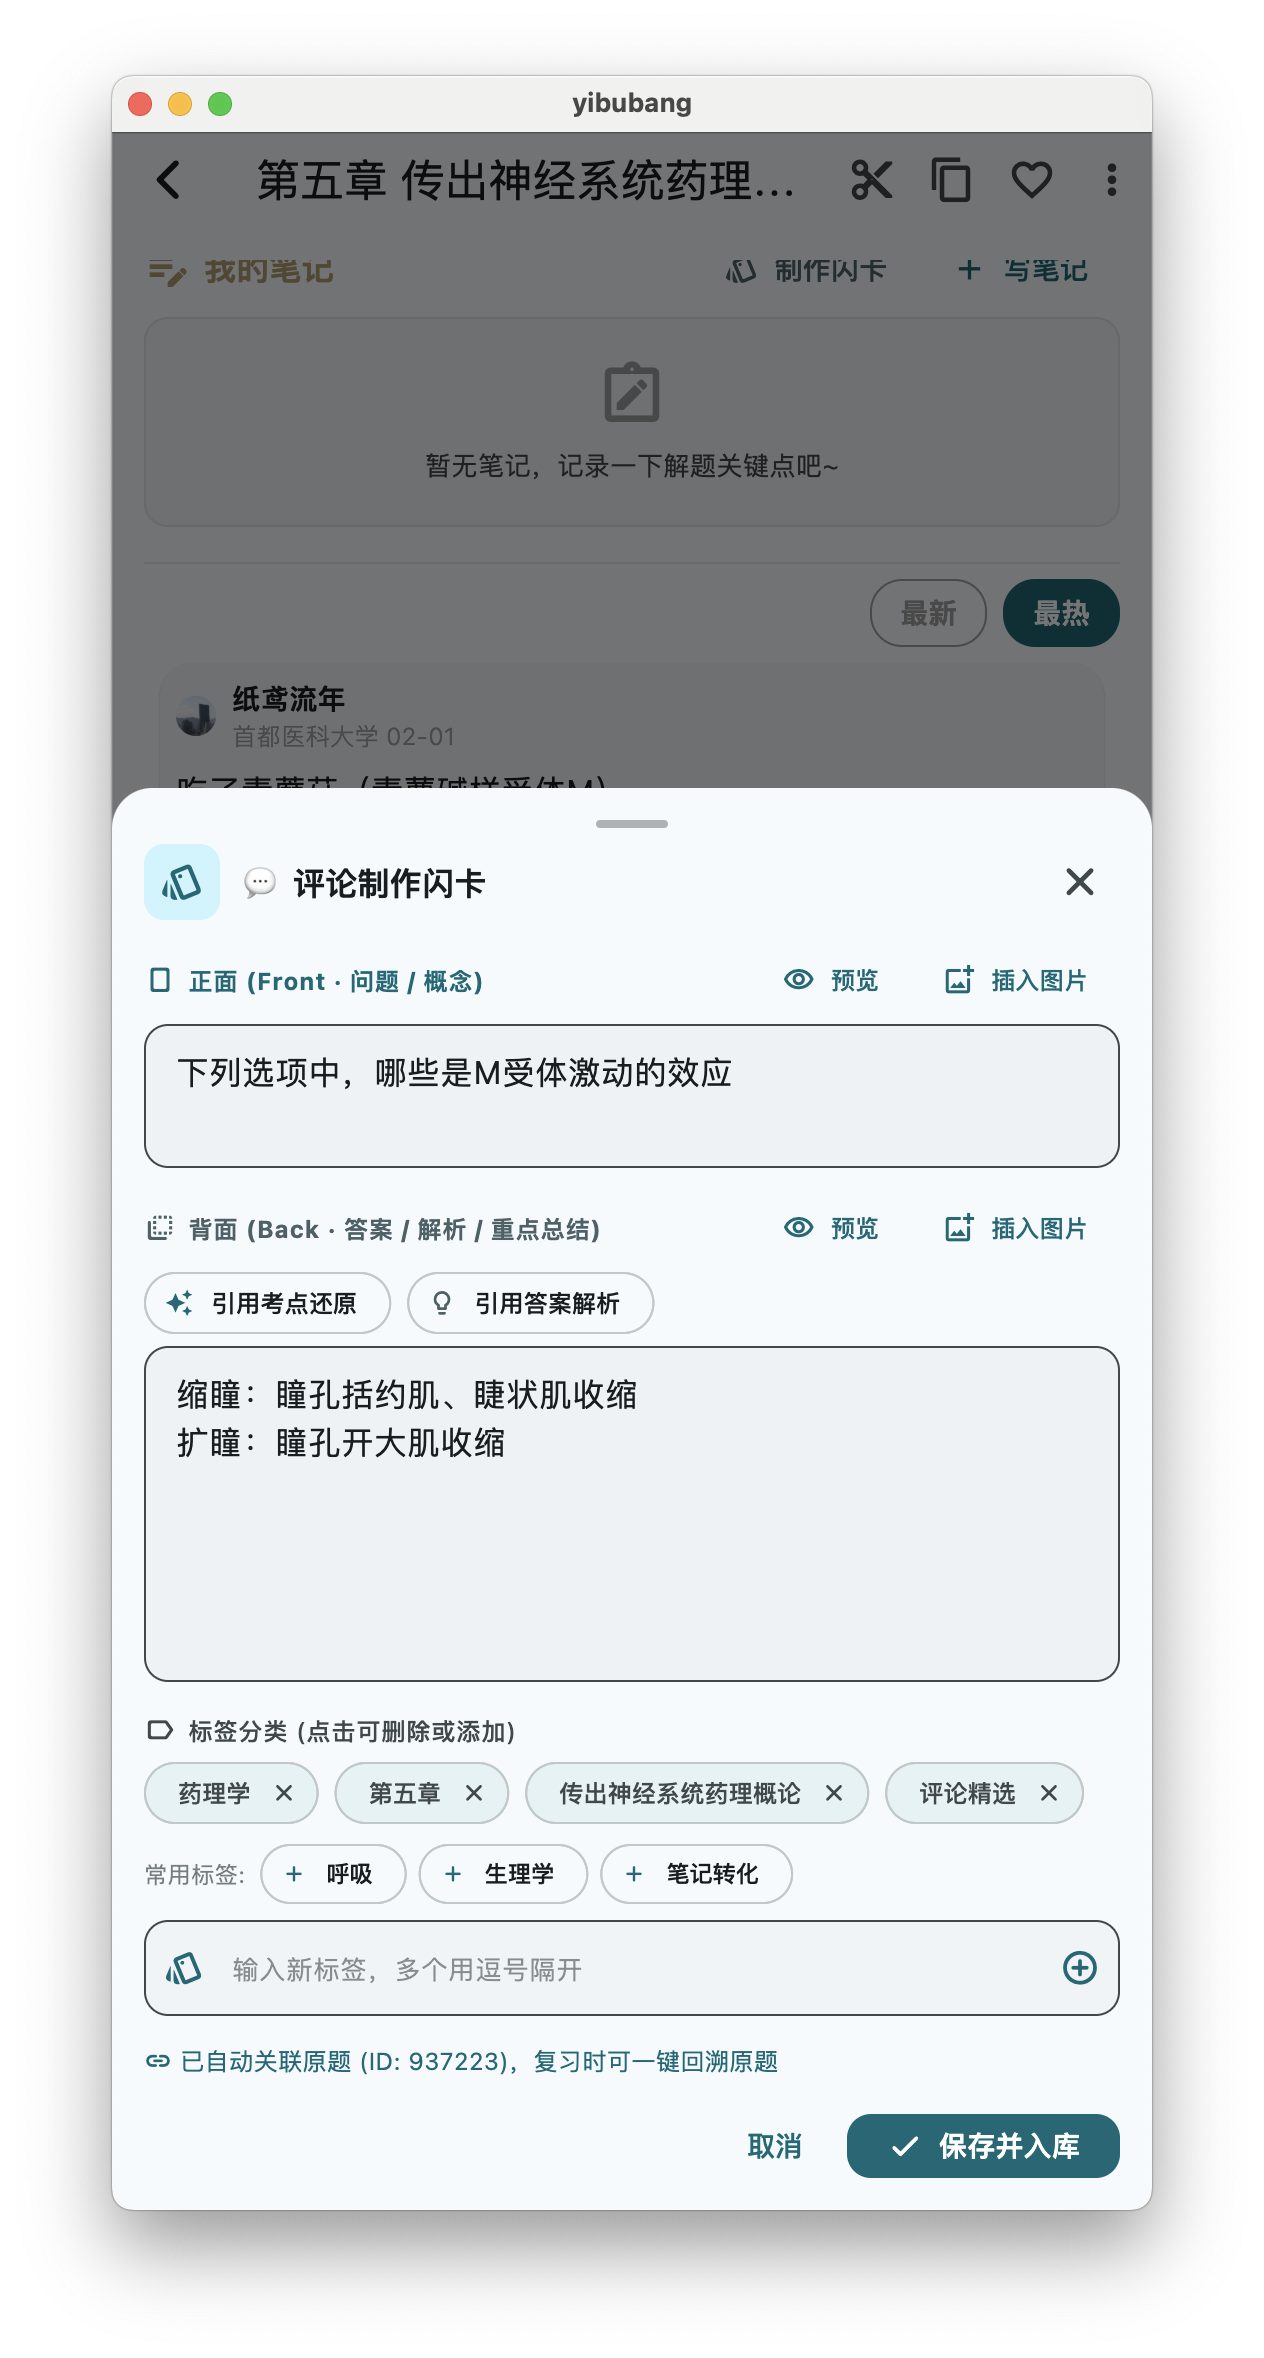 yibubang
第五章 传出神经系统药理...
我的笔记
制作闪卡
+ 写笔记
暂无笔记，记录一下解题关键点吧~
最新
最热
纸鸢流年
首都医科大学 02-01
评论制作闪卡
正面 (Front · 问题 / 概念)
预览
插入图片
下列选项中，哪些是M受体激动的效应
背面 (Back · 答案 / 解析 / 重点总结)
预览
插入图片
引用考点还原
引用答案解析
缩瞳：瞳孔括约肌、睫状肌收缩
扩瞳：瞳孔开大肌收缩
标签分类 (点击可删除或添加)
药理学
第五章
传出神经系统药理概论
评论精选
常用标签:
+ 呼吸
+ 生理学
+ 笔记转化
输入新标签，多个用逗号隔开
已自动关联原题 (ID: 937223)，复习时可一键回溯原题
取消
保存并入库